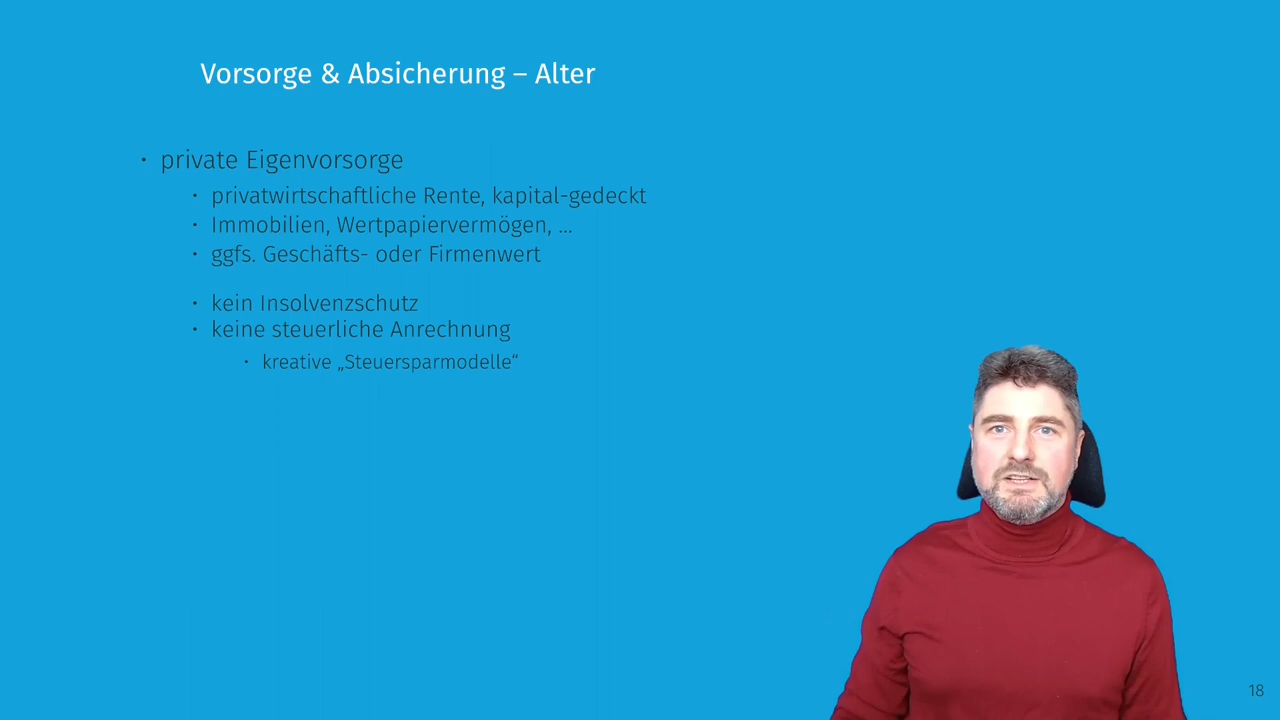 Vorsorge & Absicherung – Alter
• private Eigenvorsorge
• privatwirtschaftliche Rente, kapital-gedeckt
• Immobilien, Wertpapiervermögen, ...
• ggfs. Geschäfts- oder Firmenwert
• kein Insolvenzschutz
• keine steuerliche Anrechnung
• kreative „Steuersparmodelle“
18